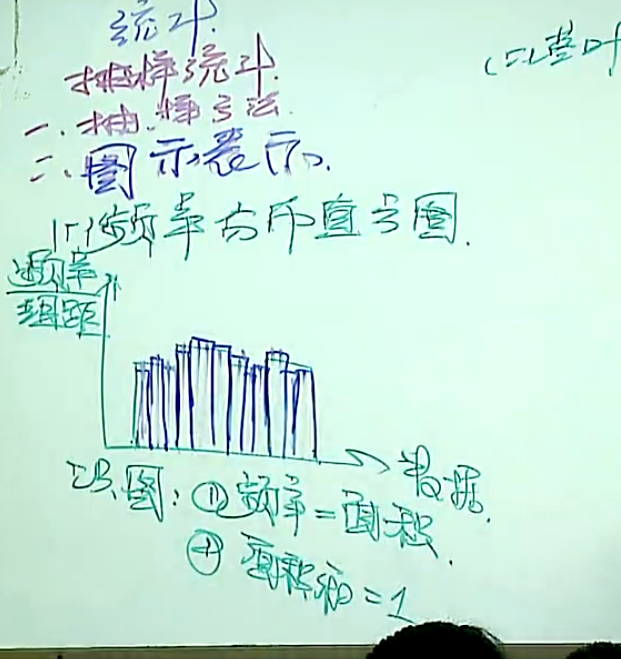 统计
抽样统计
一、抽样方法
二、图示表示
(一)频率分布直方图
(二)茎叶
频率
组距
数据
识图：①频率=面积
② 面积和=1